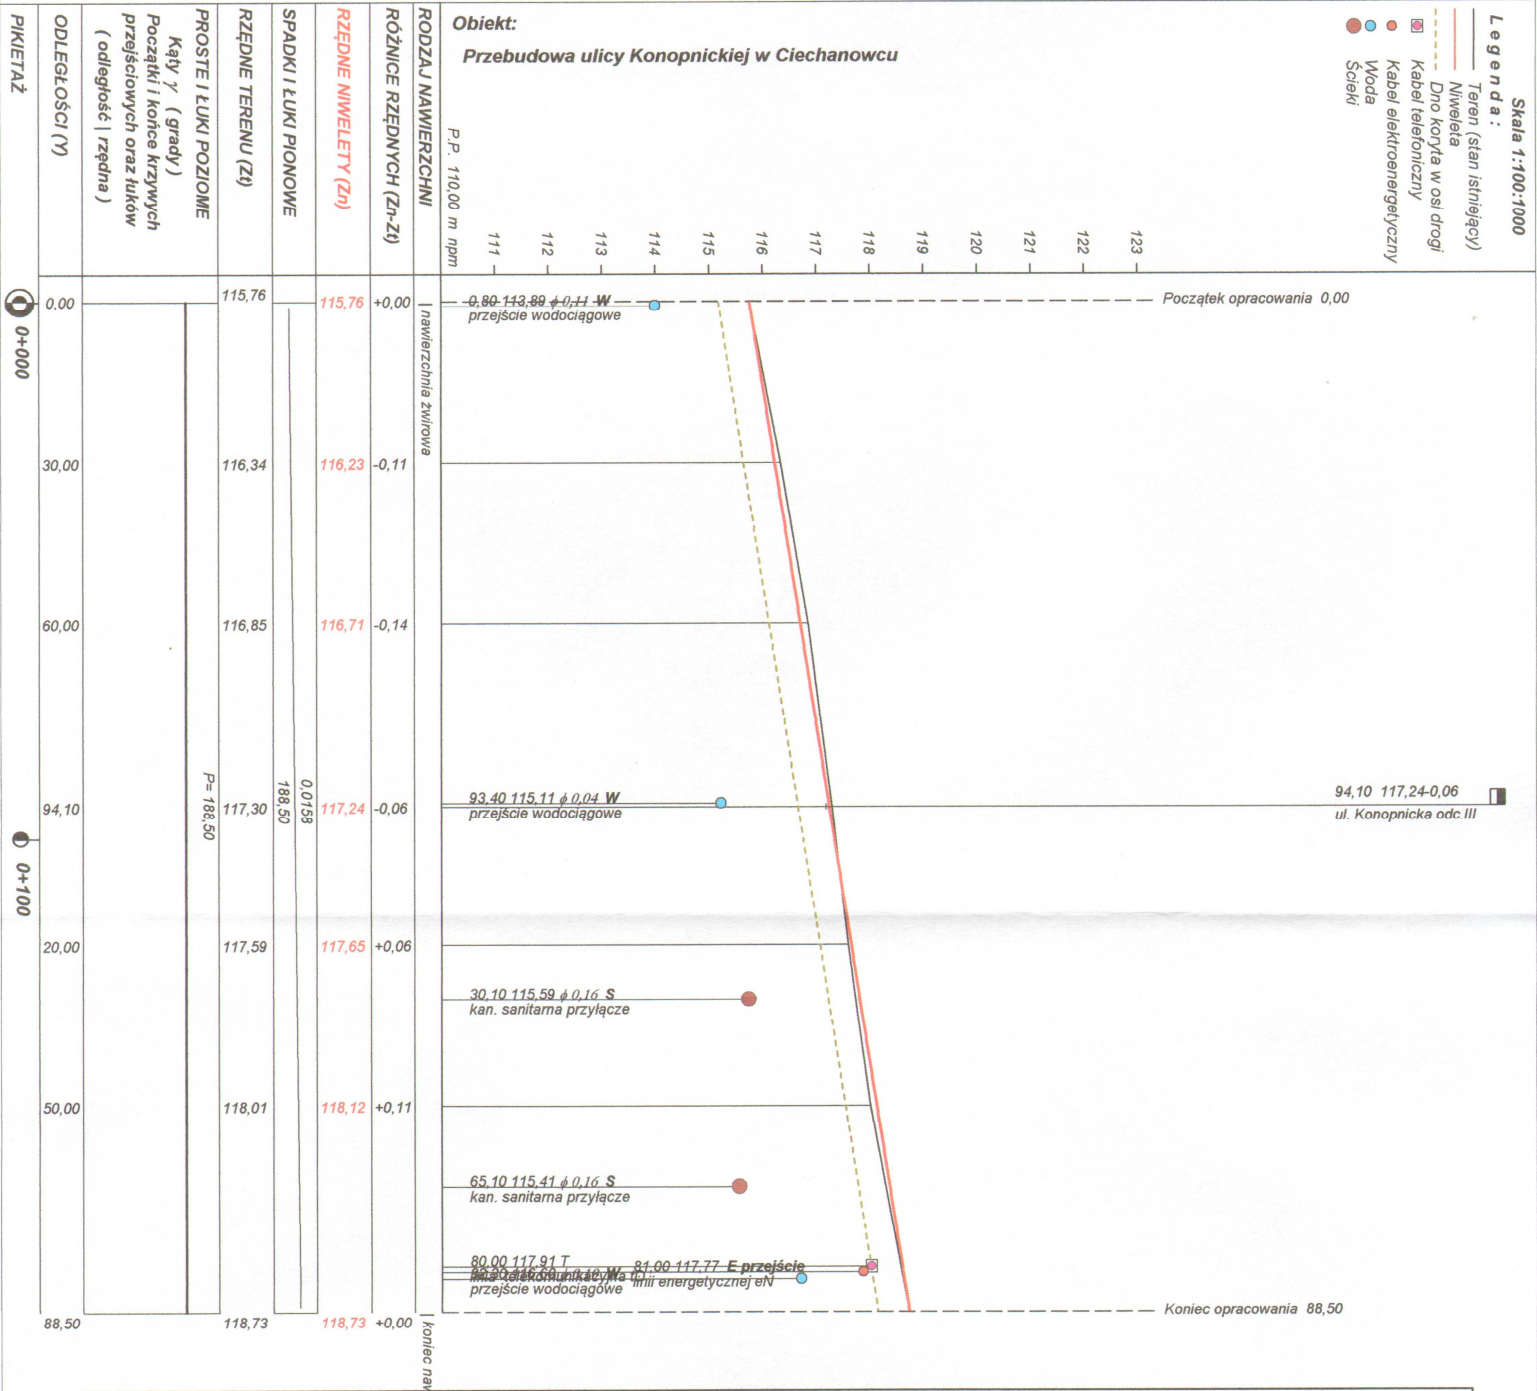 Obiekt:
Przebudowa ulicy Konopnickiej w Ciechanowcu
Skala 1:100:1000
Legenda:
Teren (stan istniejący)
Niweleta
Dno koryta w osi drogi
Kabel telefoniczny
Kabel elektroenergetyczny
Woda
Ścieki
P.P. 110,00 m npm
111
112
113
114
115
116
117
118
119
120
121
122
123
RODZAJ NAWIERZCHNI
RÓŻNICE RZĘDNYCH (Zn-Zt)
RZĘDNE NIWELETY (Zn)
SPADKI I ŁUKI PIONOWE
RZĘDNE TERENU (Zt)
PROSTE I ŁUKI POZIOME
Kąty γ ( grady )
Początki i końce krzywych
przejściowych oraz łuków
( odległość | rzędna )
ODLEGŁOŚCI (Y)
PIKIETAŻ
0,00
115,76
115,76
+0,00
0,80 113,89 ϕ 0,11 W
przejście wodociągowe
Początek opracowania 0,00
0+000
nawierzchnia żwirowa
30,00
116,34
116,23
-0,11
60,00
116,85
116,71
-0,14
P= 188,50
0,0158
188,50
94,10
117,30
117,24
-0,06
93,40 115,11 ϕ 0,04 W
przejście wodociągowe
94,10 117,24-0,06
ul. Konopnicka odc.III
0+100
20,00
117,59
117,65
+0,06
30,10 115,59 ϕ 0,16 S
kan. sanitarna przyłącze
50,00
118,01
118,12
+0,11
65,10 115,41 ϕ 0,16 S
kan. sanitarna przyłącze
80,00 117,91 T
81,00 117,77 E przejście
linii energetycznej eN
przejście wodociągowe
88,50
118,73
118,73
+0,00
koniec naw
Koniec opracowania 88,50